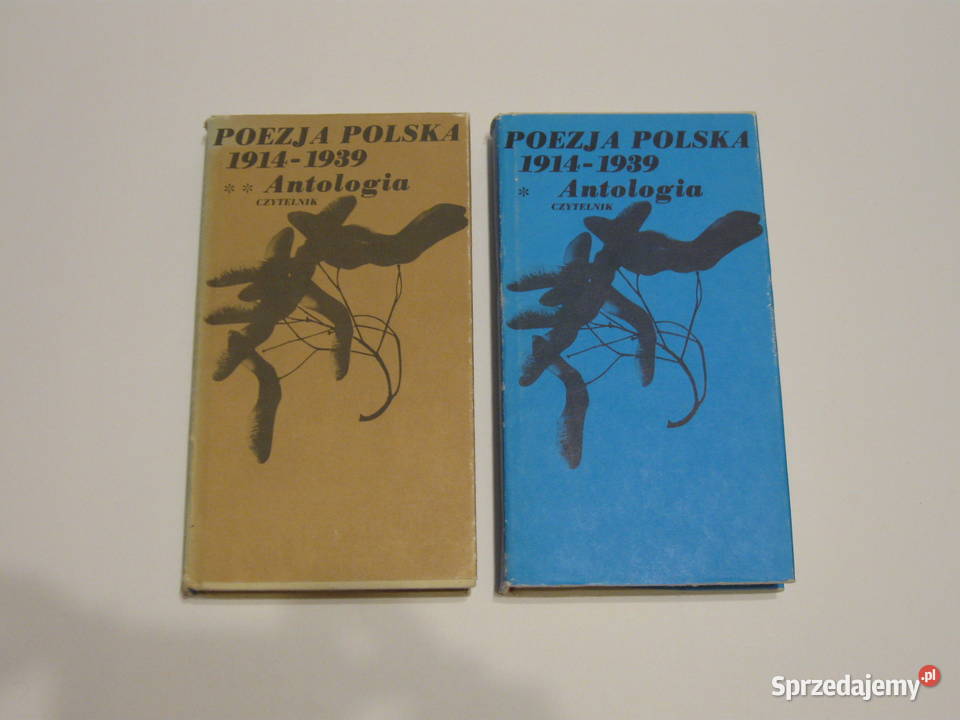 POEZJA POLSKA
1914-1939
** Antologia
CZYTELNIK
POEZJA POLSKA
1914-1939
* Antologia
CZYTELNIK
Sprzedajemy.pl